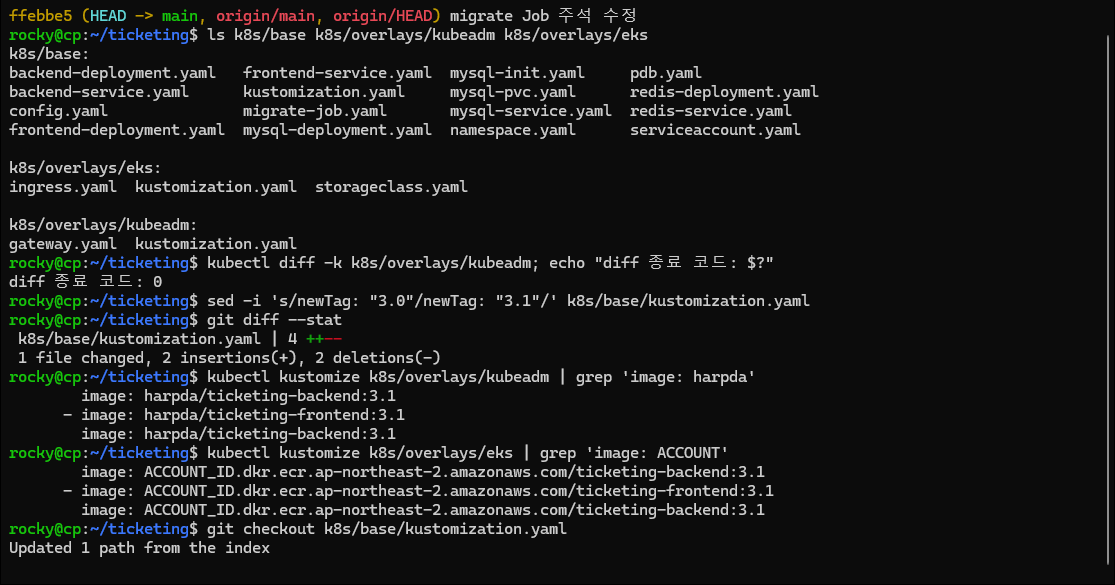 ffebbe5 (HEAD -> main, origin/main, origin/HEAD) migrate Job 주석 수정
rocky@cp:~/ticketing$ ls k8s/base k8s/overlays/kubeadm k8s/overlays/eks
k8s/base:
backend-deployment.yaml   frontend-service.yaml  mysql-init.yaml     pdb.yaml
backend-service.yaml      kustomization.yaml     mysql-pvc.yaml      redis-deployment.yaml
config.yaml               migrate-job.yaml       mysql-service.yaml  redis-service.yaml
frontend-deployment.yaml  mysql-deployment.yaml  namespace.yaml      serviceaccount.yaml

k8s/overlays/eks:
ingress.yaml  kustomization.yaml  storageclass.yaml

k8s/overlays/kubeadm:
gateway.yaml  kustomization.yaml
rocky@cp:~/ticketing$ kubectl diff -k k8s/overlays/kubeadm; echo "diff 종료 코드: $?"
diff 종료 코드: 0
rocky@cp:~/ticketing$ sed -i 's/newTag: "3.0"/newTag: "3.1"/' k8s/base/kustomization.yaml
rocky@cp:~/ticketing$ git diff --stat
 k8s/base/kustomization.yaml | 4 ++--
 1 file changed, 2 insertions(+), 2 deletions(-)
rocky@cp:~/ticketing$ kubectl kustomize k8s/overlays/kubeadm | grep 'image: harpda'
        image: harpda/ticketing-backend:3.1
      - image: harpda/ticketing-frontend:3.1
        image: harpda/ticketing-backend:3.1
rocky@cp:~/ticketing$ kubectl kustomize k8s/overlays/eks | grep 'image: ACCOUNT'
        image: ACCOUNT_ID.dkr.ecr.ap-northeast-2.amazonaws.com/ticketing-backend:3.1
      - image: ACCOUNT_ID.dkr.ecr.ap-northeast-2.amazonaws.com/ticketing-frontend:3.1
        image: ACCOUNT_ID.dkr.ecr.ap-northeast-2.amazonaws.com/ticketing-backend:3.1
rocky@cp:~/ticketing$ git checkout k8s/base/kustomization.yaml
Updated 1 path from the index